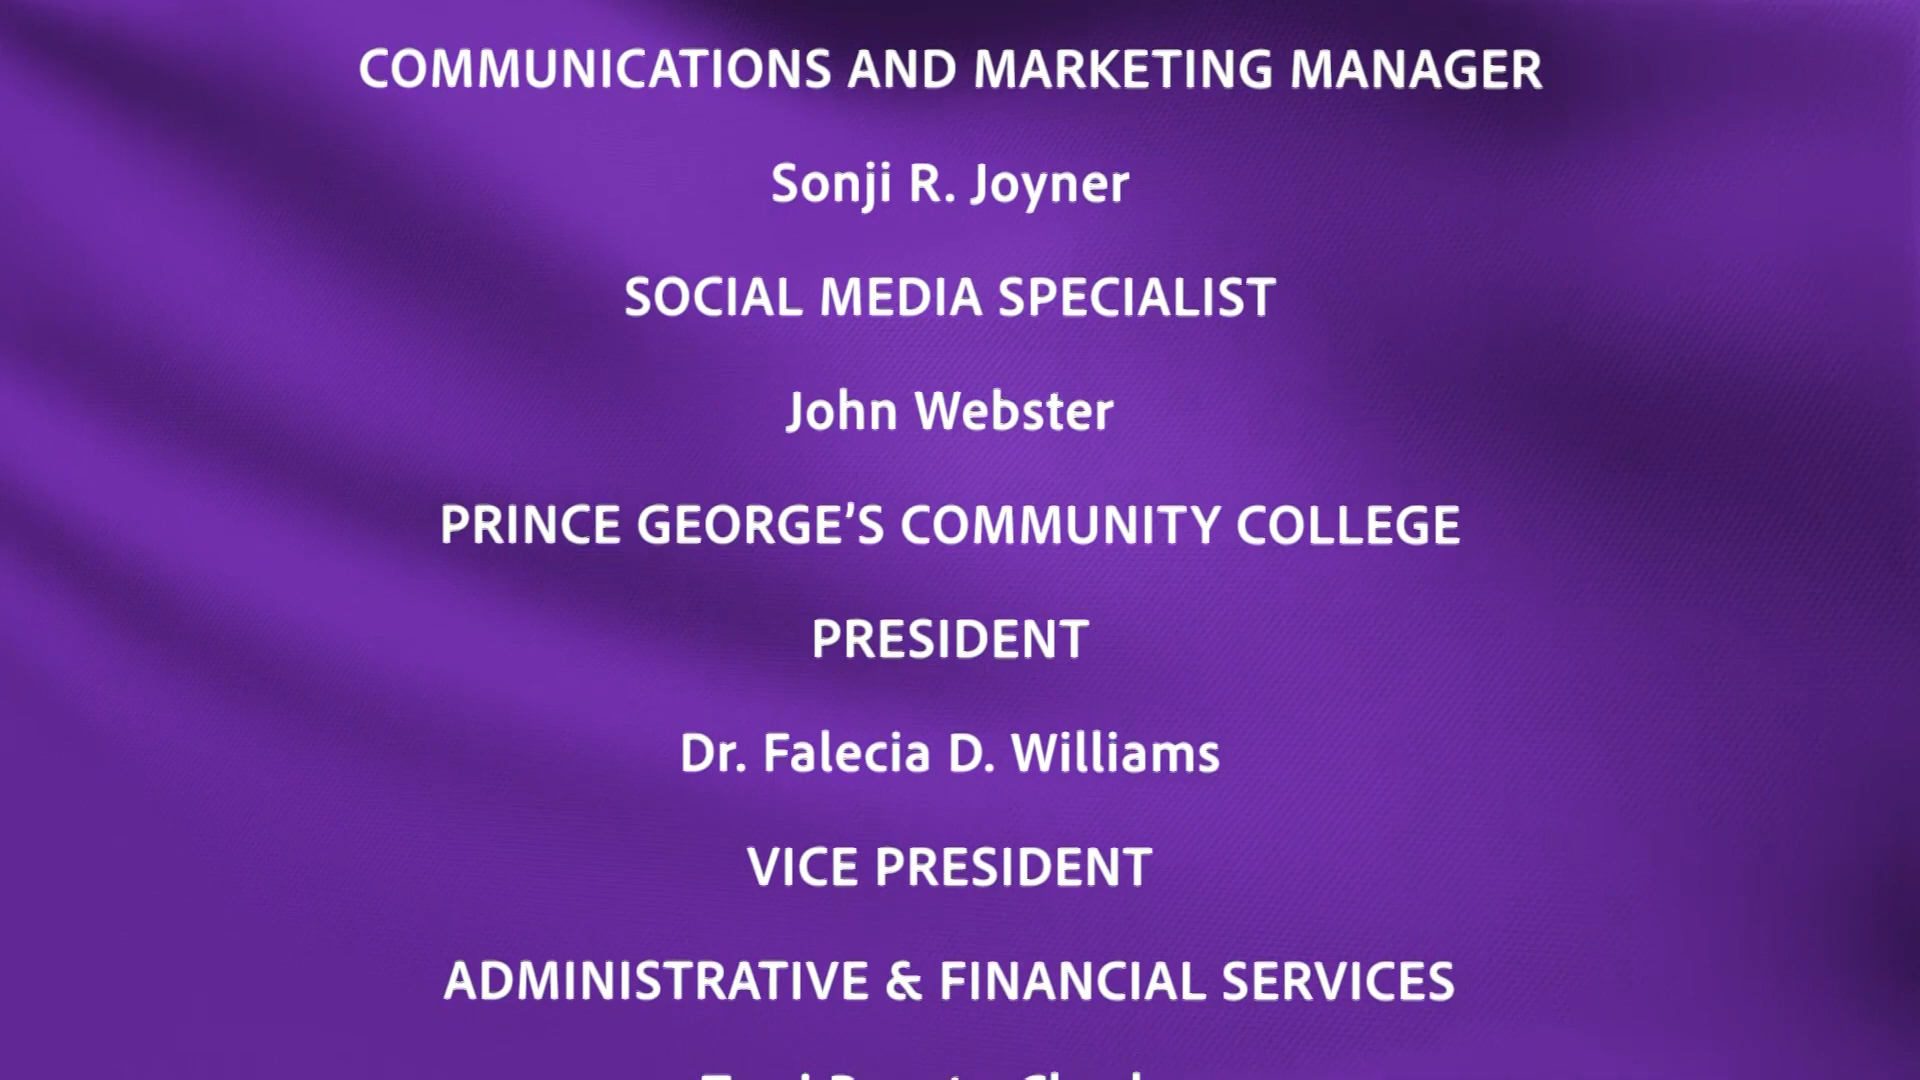 COMMUNICATIONS AND MARKETING MANAGER
Sonji R. Joyner
SOCIAL MEDIA SPECIALIST
John Webster
PRINCE GEORGE’S COMMUNITY COLLEGE
PRESIDENT
Dr. Falecia D. Williams
VICE PRESIDENT
ADMINISTRATIVE & FINANCIAL SERVICES